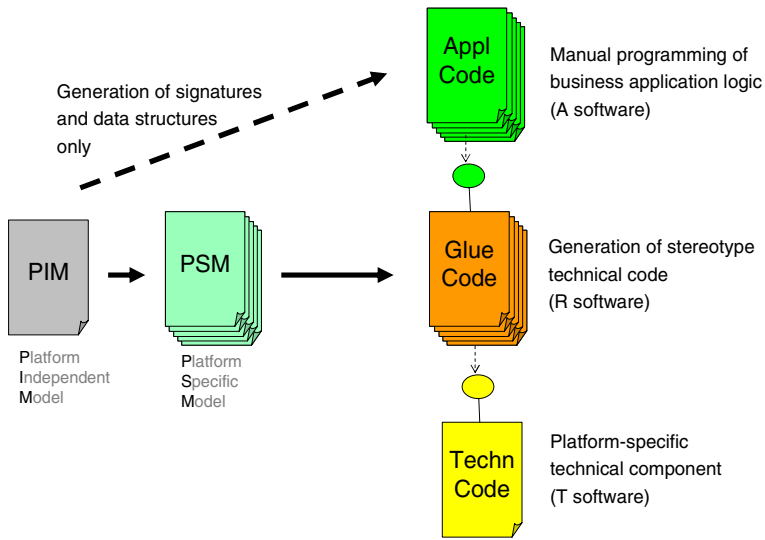 Appl
Code
Manual programming of
business application logic
(A software)
Generation of signatures
and data structures
only
PIM
PSM
Glue
Code
Generation of stereotype
technical code
(R software)
Platform
Independent
Model
Platform
Specific
Model
Techn
Code
Platform-specific
technical component
(T software)